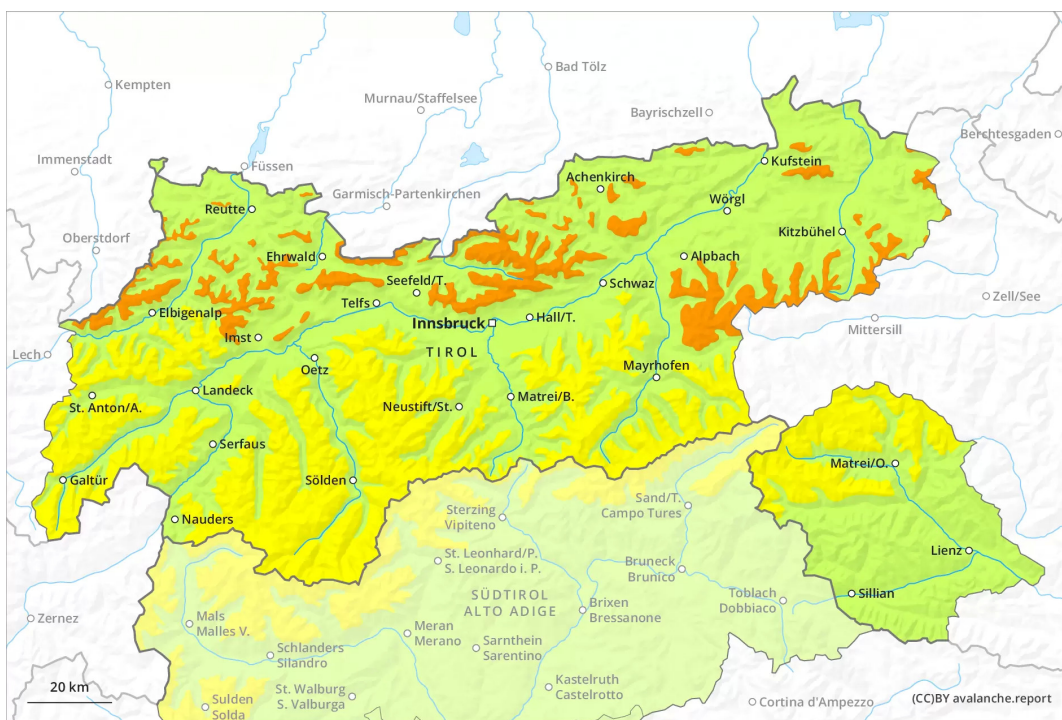 Kempten
Bad Tölz
Murnau/Staffelsee
Bayrischzell
Berchtesgaden
Immenstadt
Füssen
Kufstein
Achenkirch
Garmisch-Partenkirchen
Wörgl
Reutte
Oberstdorf
Kitzbühel
Ehrwald
Alpbach
Seefeld/T.
Schwaz
Telfs
Zell/See
Elbigenalp
Innsbruck
Hall/T.
Mittersill
Imst
Lech
TIROL
Oetz
Mayrhofen
Landeck
St. Anton/A.
Neustift/St.
Matrei/B.
Serfaus
Matrei/O.
Galtür
Sölden
Sand/T.
Campo Tures
Sterzing
Vipiteno
Nauders
Lienz
St. Leonhard/P.
S. Leonardo i. P.
Bruneck
Brunico
SÜDTIROL
ALTO ADIGE
Toblach
Dobbiaco
Sillian
Brixen
Bressanone
Zernez
Mals
Malles V.
Meran
Merano
Sarnthein
Sarentino
Schlanders
Silandro
20 km
St. Walburg
S. Valburga
Kastelruth
Castelrotto
Sulden
Solda
Cortina d'Ampezzo
(CC)BY avalanche.report